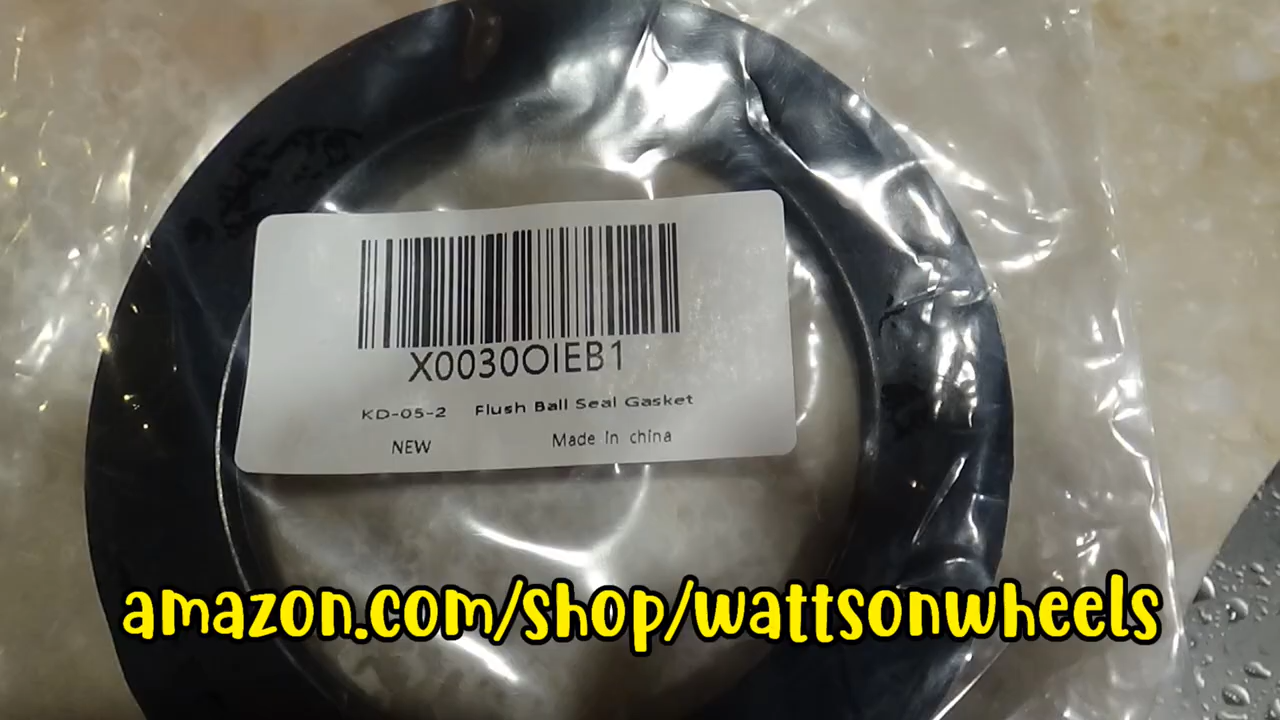 X0030OIEB1
KD-05-2 Flush Ball Seal Gasket
NEW Made in china
amazon.com/shop/wattsonwheels